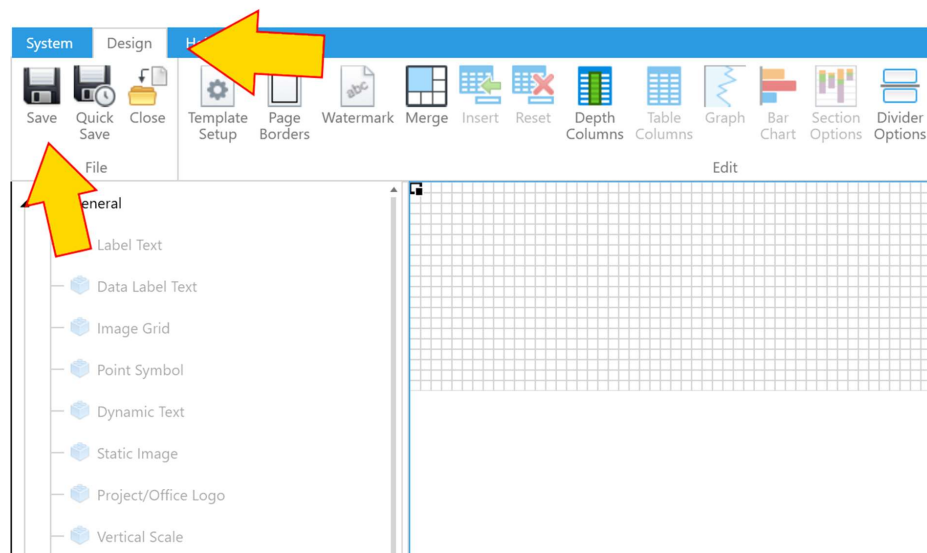 System Design
Save Quick Save Close Template Setup Page Borders Watermark Merge Insert Reset Depth Columns Table Columns Graph Bar Chart Section Options Divider Options
abc
File Edit
Label Text
Data Label Text
Image Grid
Point Symbol
Dynamic Text
Static Image
Project/Office Logo
Vertical Scale